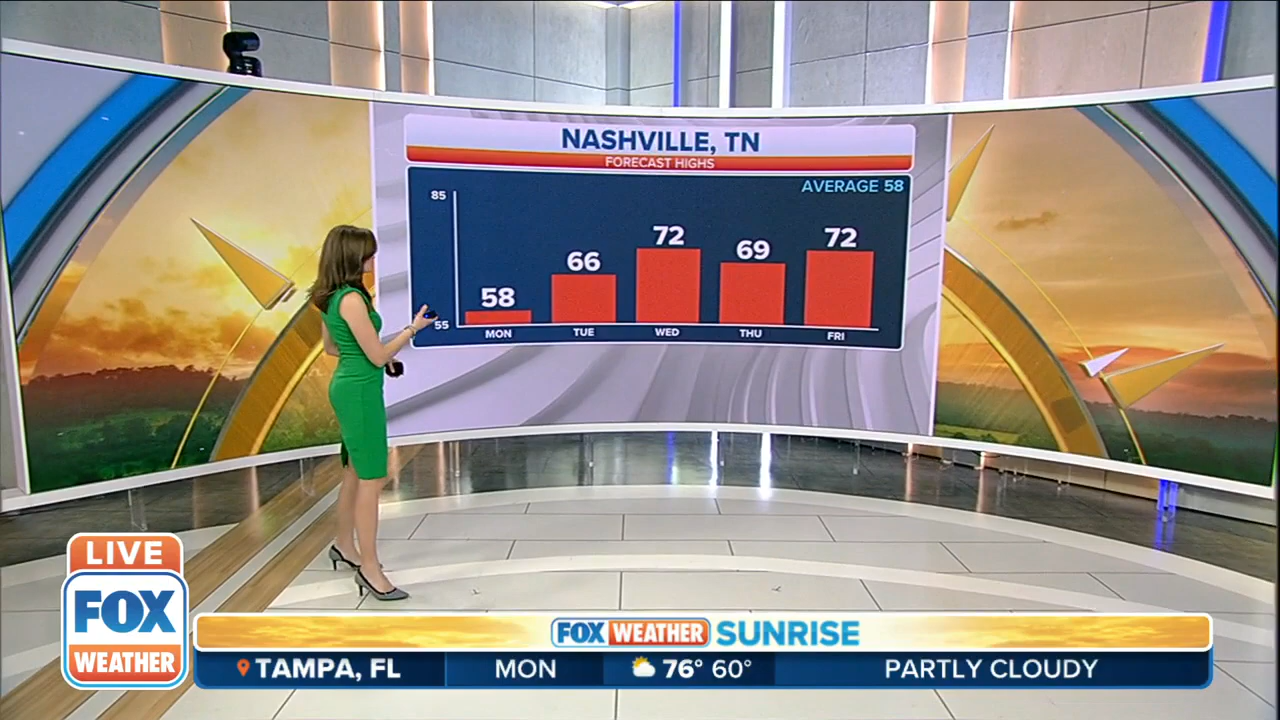 NASHVILLE, TN
FORECAST HIGHS
AVERAGE 58
85
55
58
66
72
69
72
MON
TUE
WED
THU
FRI
LIVE
FOX
WEATHER
FOX WEATHER SUNRISE
TAMPA, FL MON 76° 60° PARTLY CLOUDY